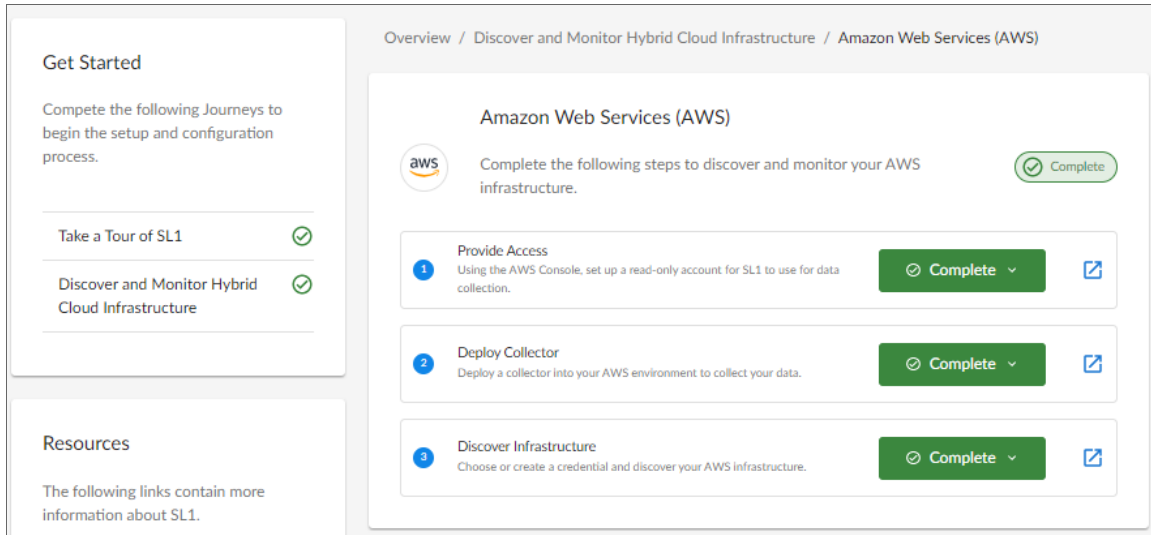 Get Started
Compete the following Journeys to
begin the setup and configuration
process.
Take a Tour of SL1
Discover and Monitor Hybrid
Cloud Infrastructure
Resources
The following links contain more
information about SL1.
Overview / Discover and Monitor Hybrid Cloud Infrastructure / Amazon Web Services (AWS)
Amazon Web Services (AWS)
aws
Complete the following steps to discover and monitor your AWS
infrastructure.
Complete
1
Provide Access
Using the AWS Console, set up a read-only account for SL1 to use for data
collection.
Complete
2
Deploy Collector
Deploy a collector into your AWS environment to collect your data.
Complete
3
Discover Infrastructure
Choose or create a credential and discover your AWS infrastructure.
Complete